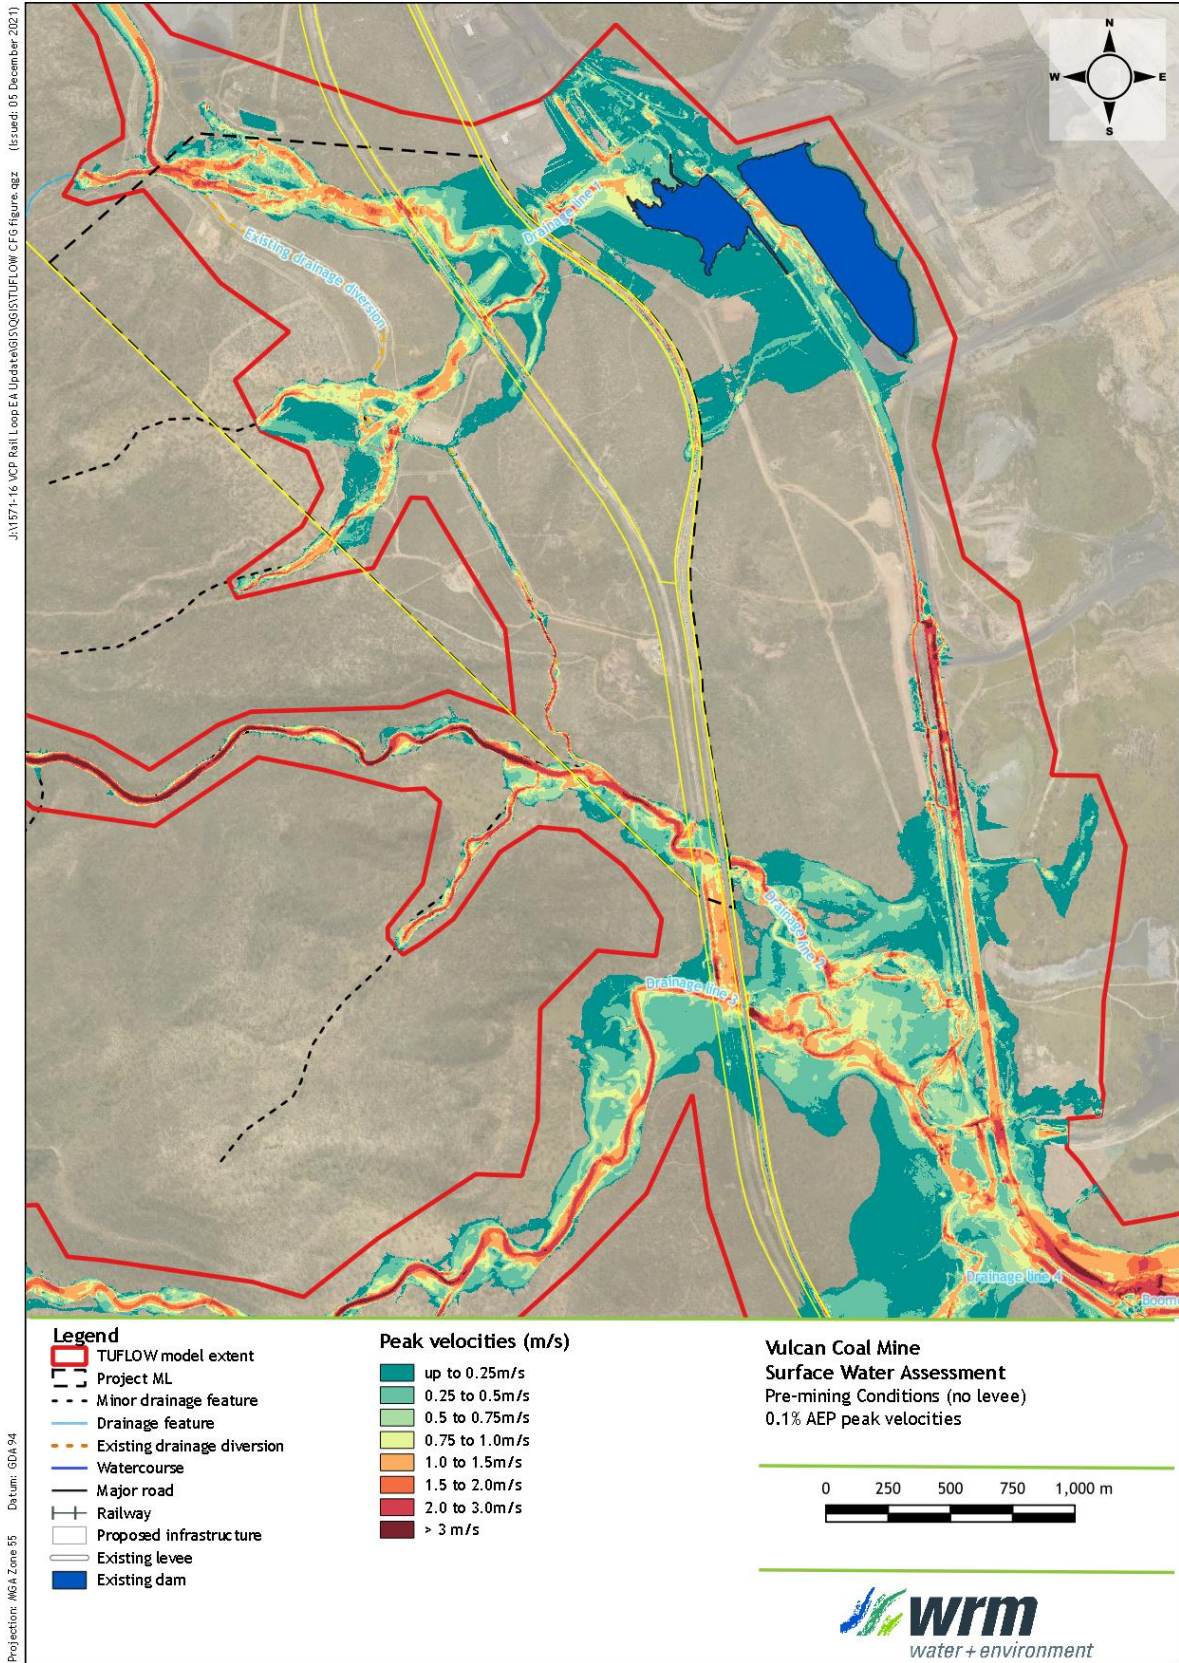 J:\1571-16 VCP Rail Loop EA Update\GIS\QGIS\TUFLOW CFG figure.qgz (Issued: 05 December 2021)
N
W
E
S
Drainage line 1
Existing drainage diversion
Drainage line 2
Drainage line 3
Drainage line 4
Boom
Projection: MGA Zone 55 Datum: GDA94
Legend
TUFLOW model extent
Project ML
Minor drainage feature
Drainage feature
Existing drainage diversion
Watercourse
Major road
Railway
Proposed infrastructure
Existing levee
Existing dam
Peak velocities (m/s)
up to 0.25m/s
0.25 to 0.5m/s
0.5 to 0.75m/s
0.75 to 1.0m/s
1.0 to 1.5m/s
1.5 to 2.0m/s
2.0 to 3.0m/s
> 3 m/s
Vulcan Coal Mine
Surface Water Assessment
Pre-mining Conditions (no levee)
0.1% AEP peak velocities
0 250 500 750 1,000 m
wrm
water + environment